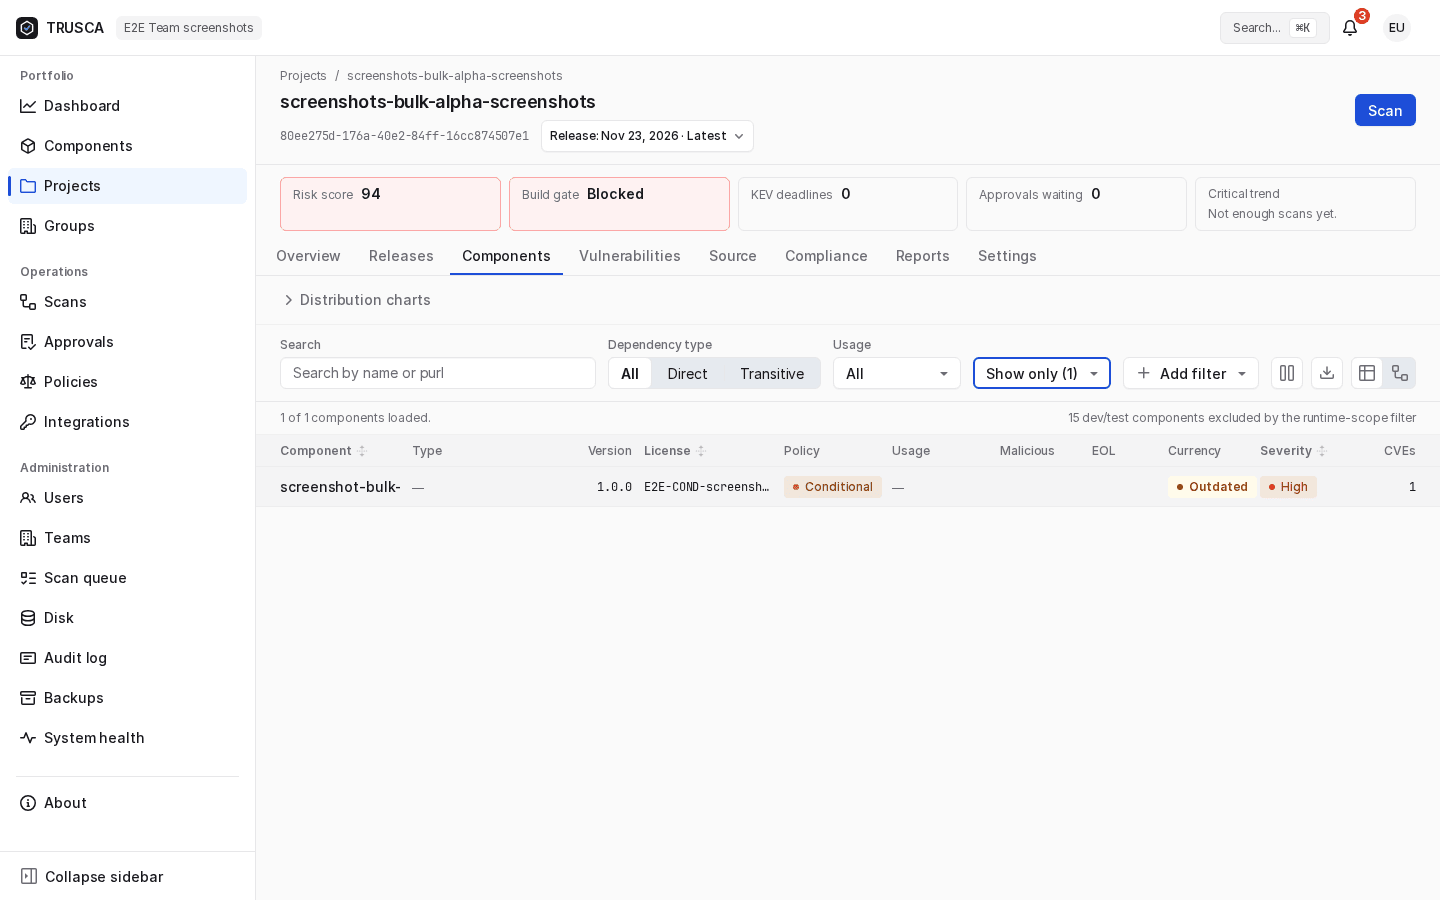 TRUSCA
E2E Team screenshots
Search...
⌘K
3
EU
Portfolio
Dashboard
Components
Projects
Groups
Operations
Scans
Approvals
Policies
Integrations
Administration
Users
Teams
Scan queue
Disk
Audit log
Backups
System health
About
Collapse sidebar
Projects / screenshots-bulk-alpha-screenshots
screenshots-bulk-alpha-screenshots
80ee275d-176a-40e2-84ff-16cc874507e1
Release: Nov 23, 2026 · Latest
Scan
Risk score 94
Build gate Blocked
KEV deadlines 0
Approvals waiting 0
Critical trend
Not enough scans yet.
Overview Releases Components Vulnerabilities Source Compliance Reports Settings
Distribution charts
Search
Search by name or purl
Dependency type
All Direct Transitive
Usage
All
Show only (1)
Add filter
1 of 1 components loaded.
15 dev/test components excluded by the runtime-scope filter
Component Type Version License Policy Usage Malicious EOL Currency Severity CVEs
screenshot-bulk- — 1.0.0 E2E-COND-screensh… Conditional — Outdated High 1